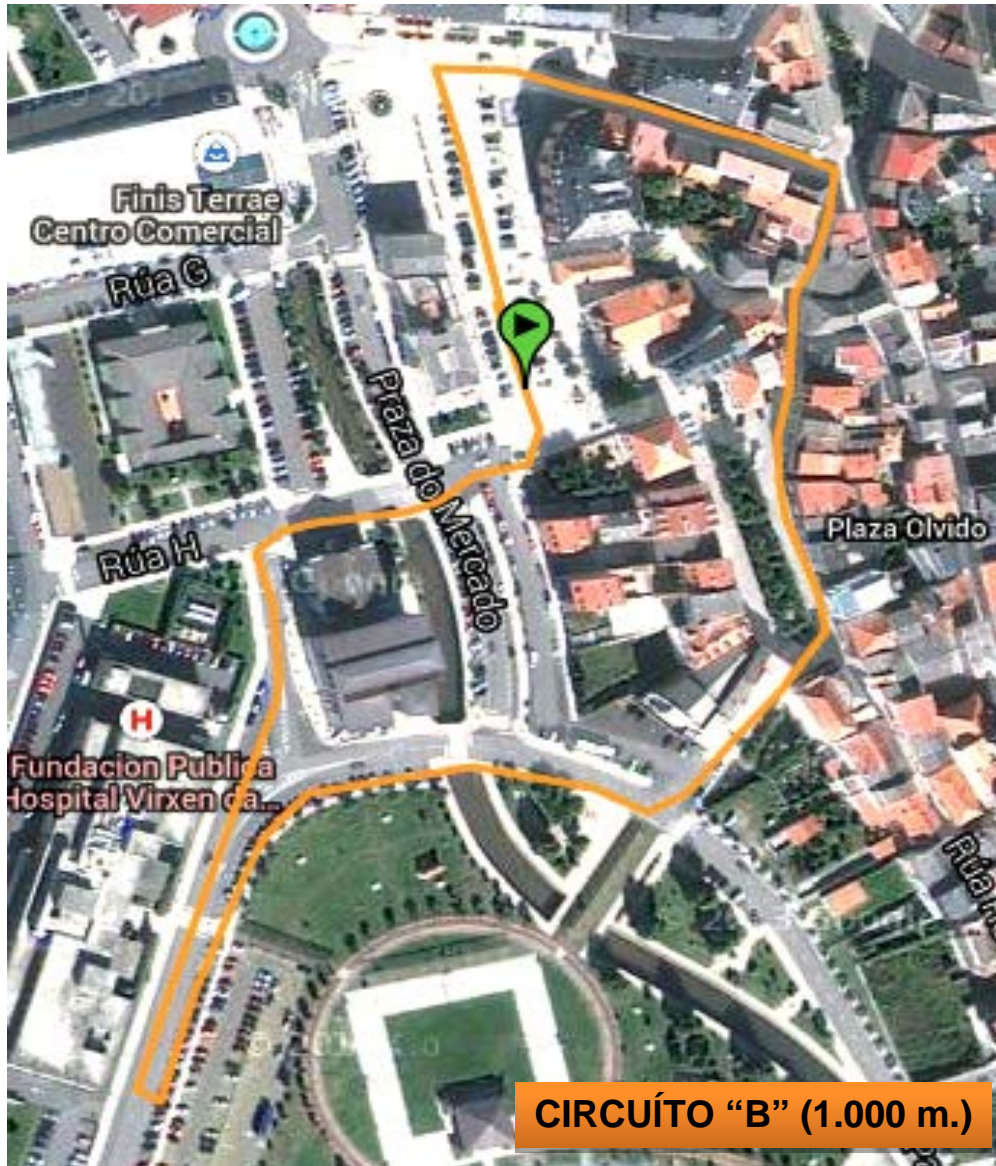 Finis Terrae
Centro Comercial
Rúa G
Praza do Mercado
Rúa H
Plaza Olvido
H
Fundacion Publica
Hospital Virxen da...
Rúa
CIRCUÍTO “B” (1.000 m.)